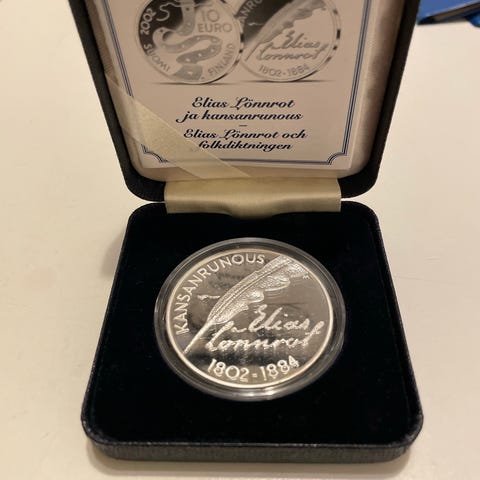 2002
10
EURO
SUOMI
FINLAND
KANSANRUNOUS
Elias
Lönnrot
1802-1884
Elias Lönnrot
ja kansanrunous
–
Elias Lönnrot och
folkdiktningen
KANSANRUNOUS
Elias
Lönnrot
1802-1884